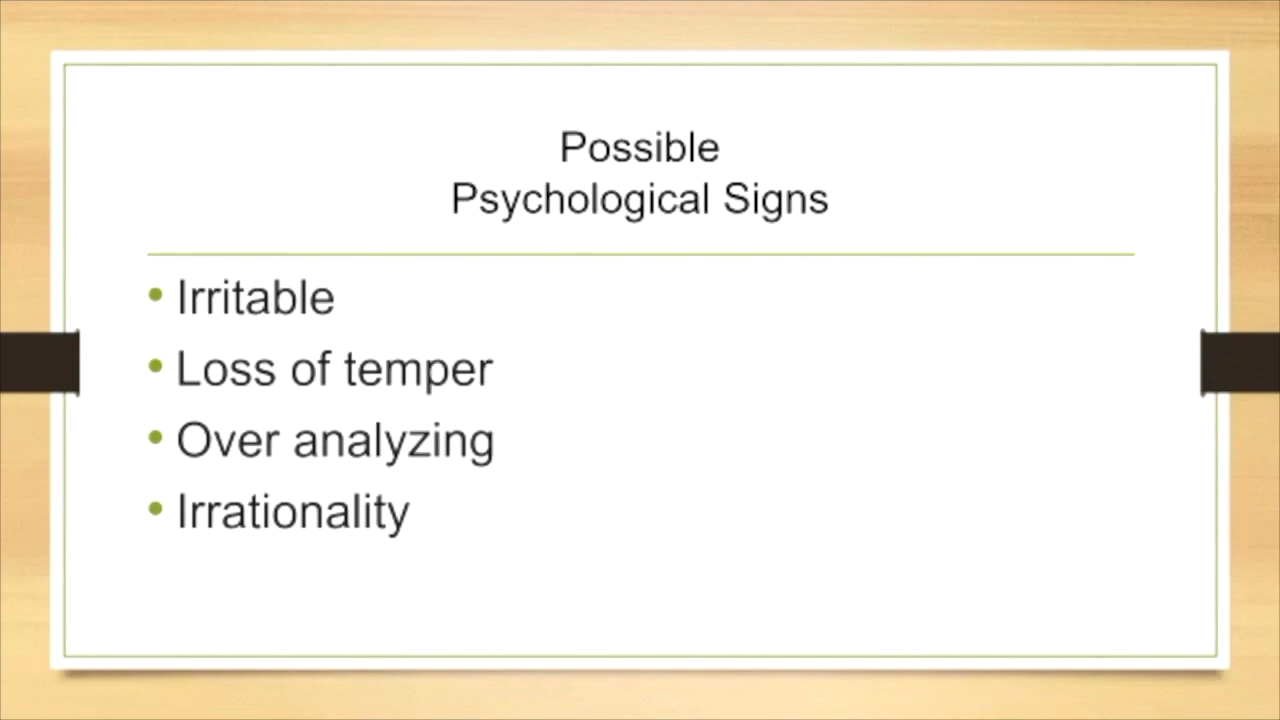 Possible
Psychological Signs
• Irritable
• Loss of temper
• Over analyzing
• Irrationality